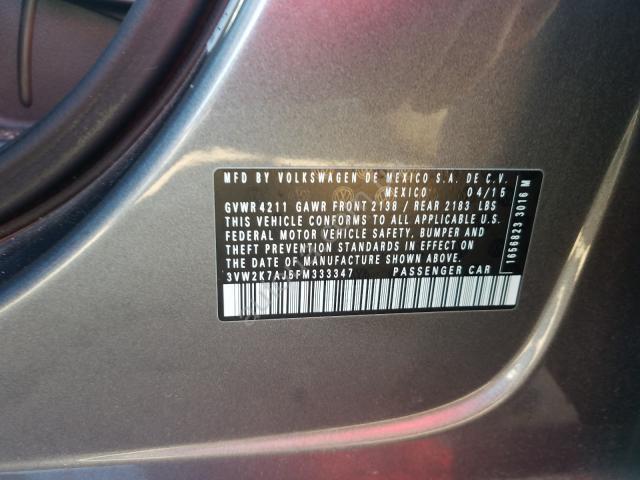 MFD BY VOLKSWAGEN DE MEXICO S.A. DE C.V.
MEXICO 04/15
GVWR 4211 GAWR FRONT 2138 / REAR 2183 LBS
THIS VEHICLE CONFORMS TO ALL APPLICABLE U.S.
FEDERAL MOTOR VEHICLE SAFETY, BUMPER AND
THEFT PREVENTION STANDARDS IN EFFECT ON
THE DATE OF MANUFACTURE SHOWN ABOVE.
3VW2K7AJ6FM333347 PASSENGER CAR
1656823 3016 M